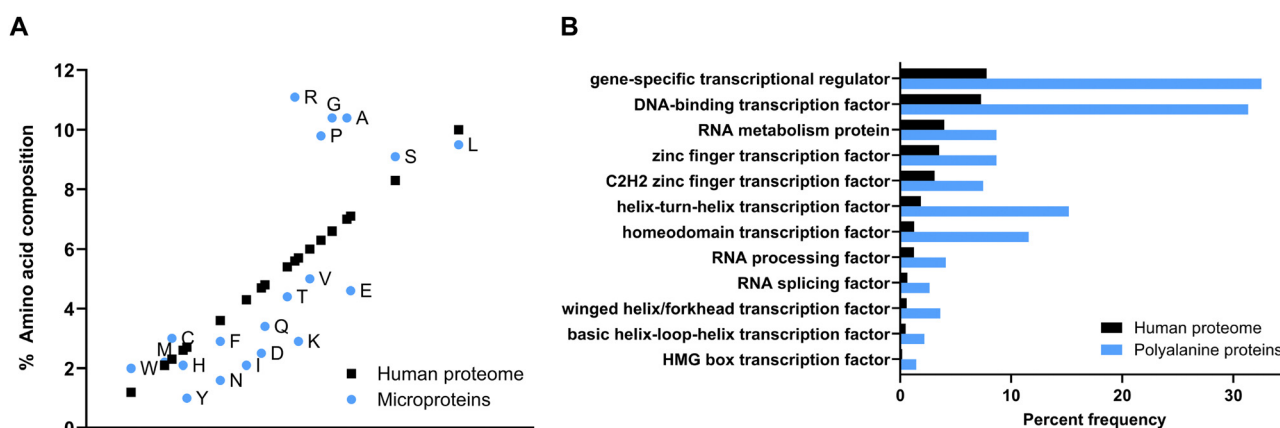 A
% Amino acid composition
12
10
8
6
4
2
0
R
G
A
P
S
L
V
E
T
Q
K
C
F
M
D
W
H
I
N
Y
Human proteome
Microproteins
B
gene-specific transcriptional regulator
DNA-binding transcription factor
RNA metabolism protein
zinc finger transcription factor
C2H2 zinc finger transcription factor
helix-turn-helix transcription factor
homeodomain transcription factor
RNA processing factor
RNA splicing factor
winged helix/forkhead transcription factor
basic helix-loop-helix transcription factor
HMG box transcription factor
Human proteome
Polyalanine proteins
0 10 20 30
Percent frequency